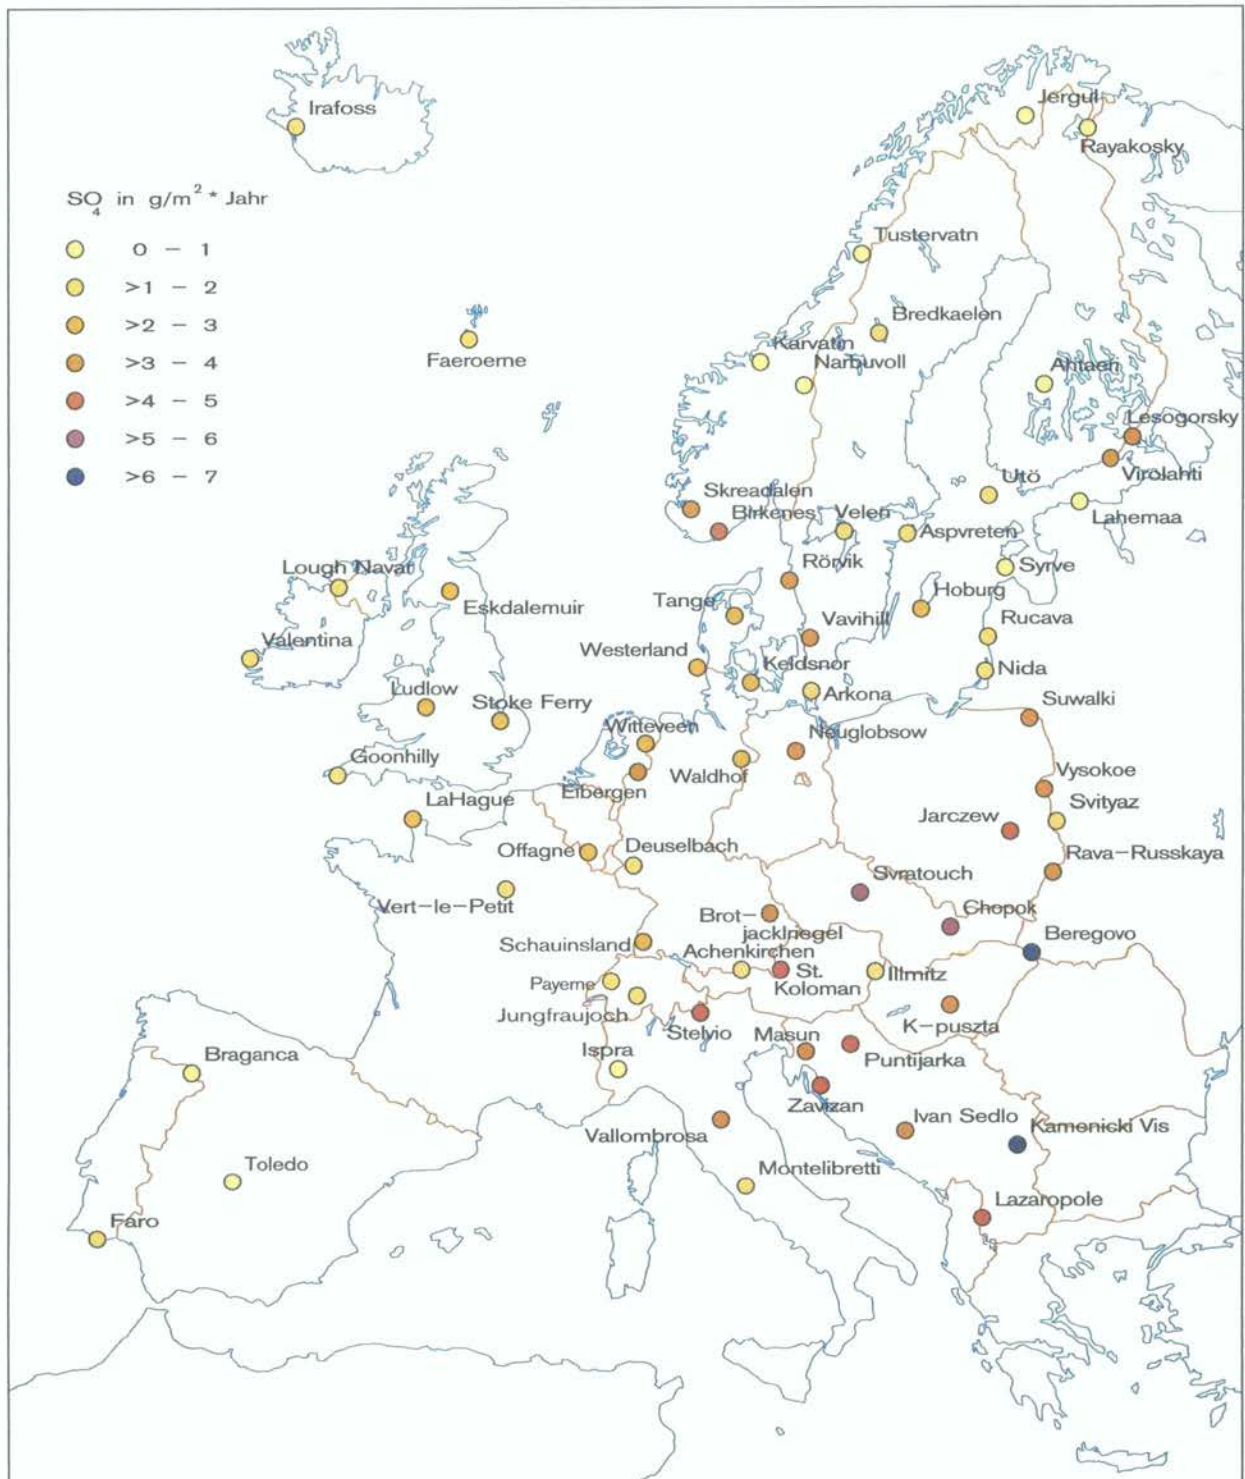 Irafoss
Jergul
Rayakosky
SO4 in g/m² * Jahr
0 – 1
>1 – 2
>2 – 3
>3 – 4
>4 – 5
>5 – 6
>6 – 7
Tustervatn
Bredkaelen
Faeroerne
Karvatn
Narbuvoll
Ahtaeri
Lesogorsky
Virolahti
Utö
Lahemaa
Skreadalen
Birkenes
Velen
Aspvreten
Syrve
Lough Navar
Eskdalemuir
Rörvik
Tange
Hoburg
Rucava
Vavihill
Valentina
Westerland
Keldsnor
Nida
Arkona
Ludlow
Stoke Ferry
Suwalki
Witteveen
Neuglobsow
Goonhilly
Waldhof
Eibergen
Vysokoe
LaHague
Svityaz
Jarczew
Offagne
Deuselbach
Rava–Russkaya
Vert–le–Petit
Svratouch
Chopok
Brot–
jacklriegel
Schauinsland
Beregovo
Achenkirchen
St.
Koloman
Illmitz
Payerne
Jungfraujoch
Stelvio
K–puszta
Masun
Puntijarka
Ispra
Braganca
Zavizan
Ivan Sedlo
Kamenicki Vis
Vallombrosa
Toledo
Montelibretti
Lazaropole
Faro